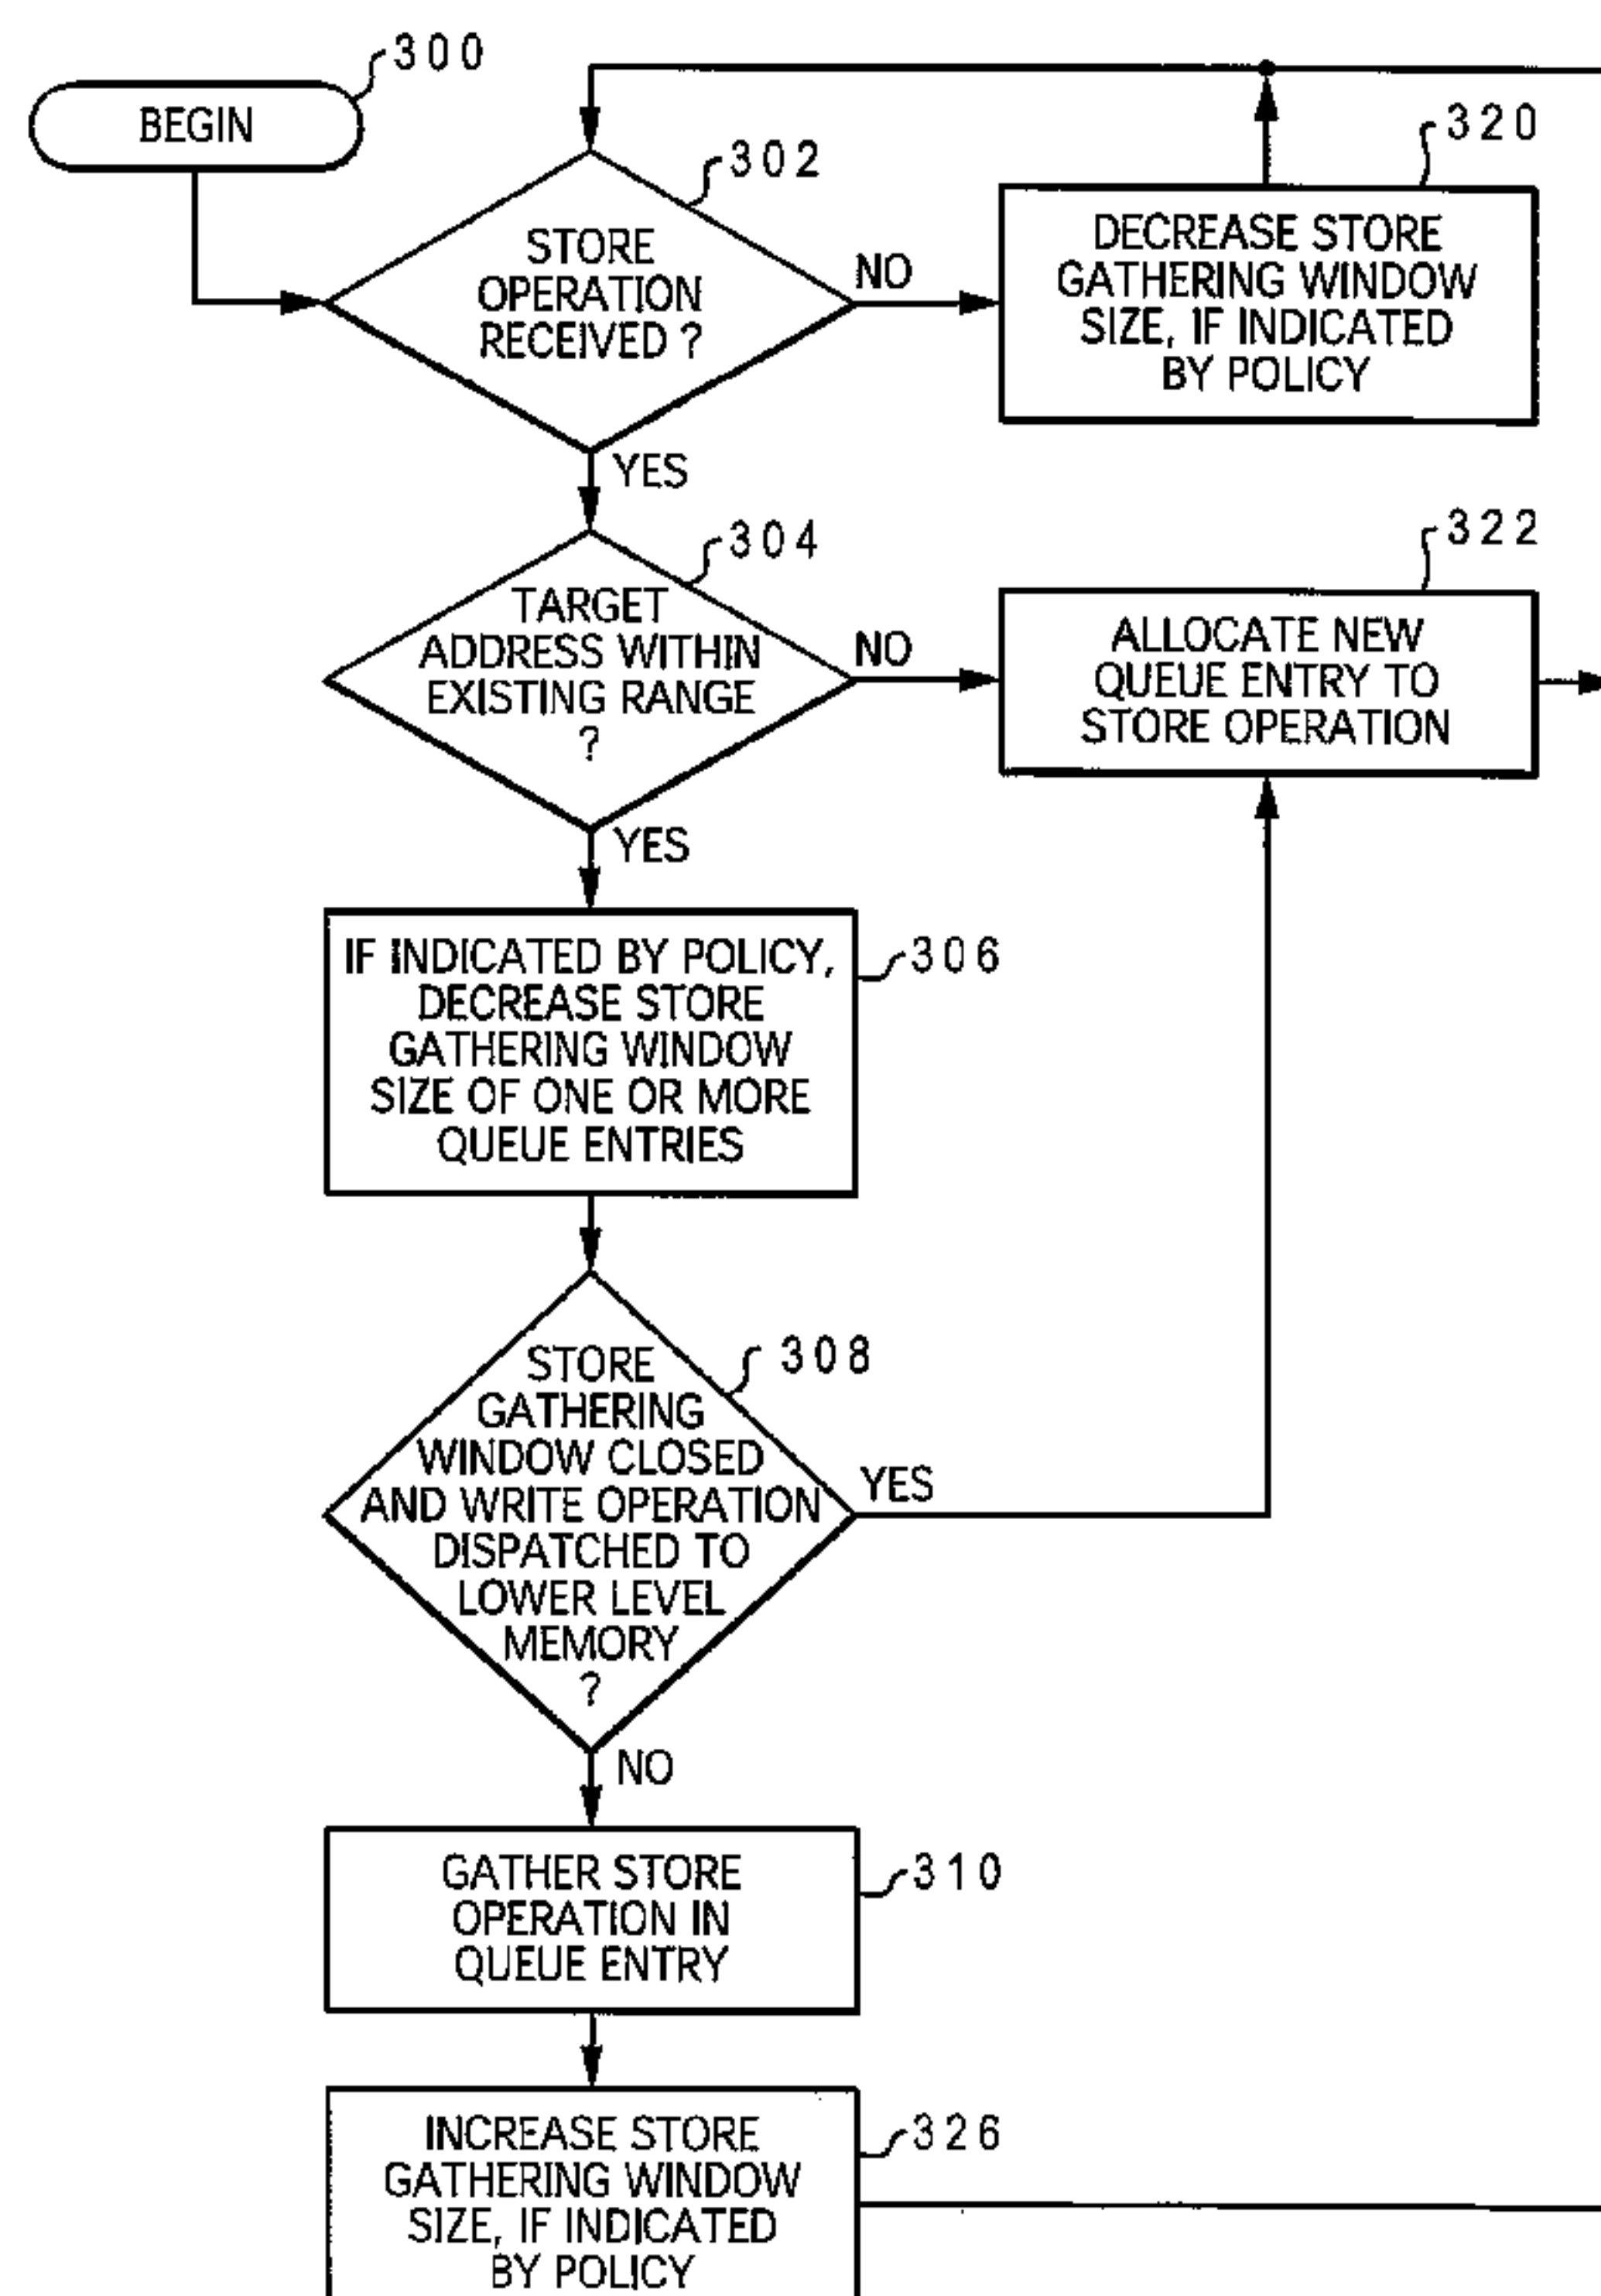 300
BEGIN
302
STORE
OPERATION
RECEIVED ?
NO
320
DECREASE STORE
GATHERING WINDOW
SIZE, IF INDICATED
BY POLICY
YES
304
TARGET
ADDRESS WITHIN
EXISTING RANGE
?
NO
322
ALLOCATE NEW
QUEUE ENTRY TO
STORE OPERATION
YES
306
IF INDICATED BY POLICY,
DECREASE STORE
GATHERING WINDOW
SIZE OF ONE OR MORE
QUEUE ENTRIES
308
STORE
GATHERING
WINDOW CLOSED
AND WRITE OPERATION
DISPATCHED TO
LOWER LEVEL
MEMORY
?
YES
NO
310
GATHER STORE
OPERATION IN
QUEUE ENTRY
326
INCREASE STORE
GATHERING WINDOW
SIZE, IF INDICATED
BY POLICY